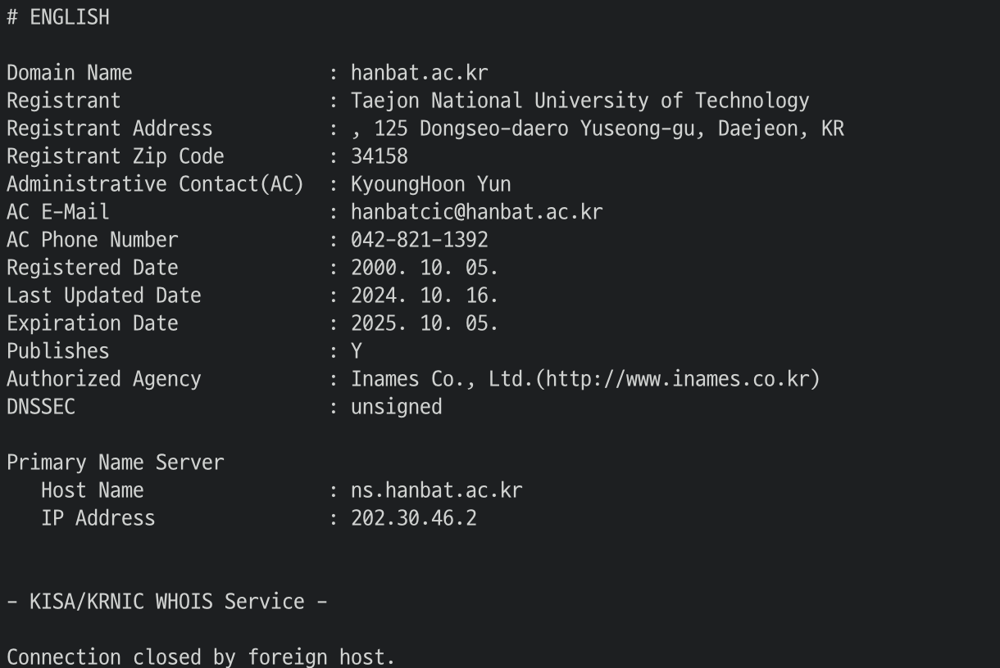 # ENGLISH

Domain Name : hanbat.ac.kr
Registrant : Taejon National University of Technology
Registrant Address : , 125 Dongseo-daero Yuseong-gu, Daejeon, KR
Registrant Zip Code : 34158
Administrative Contact(AC) : KyoungHoon Yun
AC E-Mail : hanbatcic@hanbat.ac.kr
AC Phone Number : 042-821-1392
Registered Date : 2000. 10. 05.
Last Updated Date : 2024. 10. 16.
Expiration Date : 2025. 10. 05.
Publishes : Y
Authorized Agency : Inames Co., Ltd.(http://www.inames.co.kr)
DNSSEC : unsigned

Primary Name Server
Host Name : ns.hanbat.ac.kr
IP Address : 202.30.46.2

- KISA/KRNIC WHOIS Service -

Connection closed by foreign host.